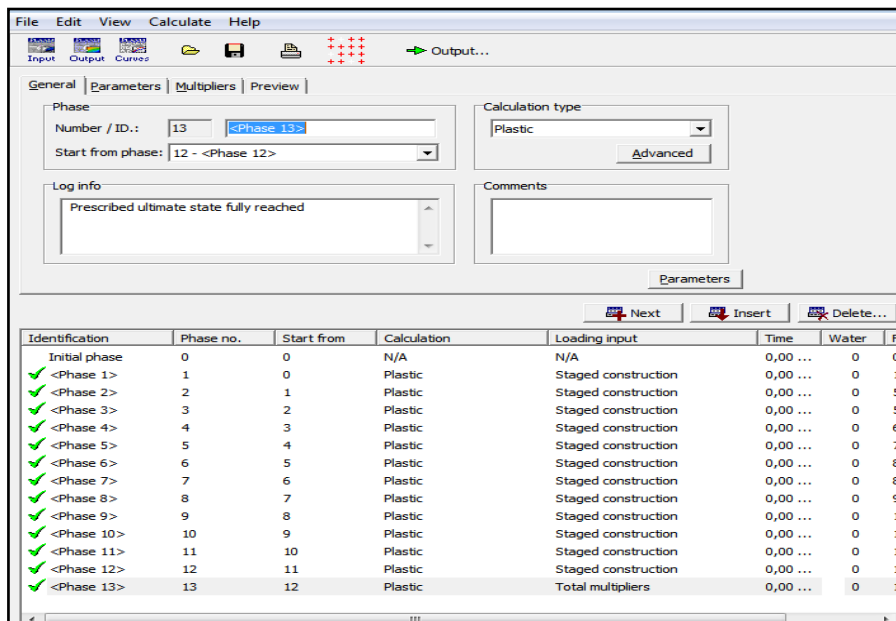 File Edit View Calculate Help
Input Output Curves Output...
General Parameters Multipliers Preview
Phase
Number / ID.: 13 <Phase 13>
Start from phase: 12 - <Phase 12>
Calculation type
Plastic
Advanced
Log info
Prescribed ultimate state fully reached
Comments
Parameters
Next Insert Delete...
Identification Phase no. Start from Calculation Loading input Time Water
Initial phase 0 0 N/A N/A 0,00 ... 0
<Phase 1> 1 0 Plastic Staged construction 0,00 ... 0
<Phase 2> 2 1 Plastic Staged construction 0,00 ... 0
<Phase 3> 3 2 Plastic Staged construction 0,00 ... 0
<Phase 4> 4 3 Plastic Staged construction 0,00 ... 0
<Phase 5> 5 4 Plastic Staged construction 0,00 ... 0
<Phase 6> 6 5 Plastic Staged construction 0,00 ... 0
<Phase 7> 7 6 Plastic Staged construction 0,00 ... 0
<Phase 8> 8 7 Plastic Staged construction 0,00 ... 0
<Phase 9> 9 8 Plastic Staged construction 0,00 ... 0
<Phase 10> 10 9 Plastic Staged construction 0,00 ... 0
<Phase 11> 11 10 Plastic Staged construction 0,00 ... 0
<Phase 12> 12 11 Plastic Staged construction 0,00 ... 0
<Phase 13> 13 12 Plastic Total multipliers 0,00 ... 0